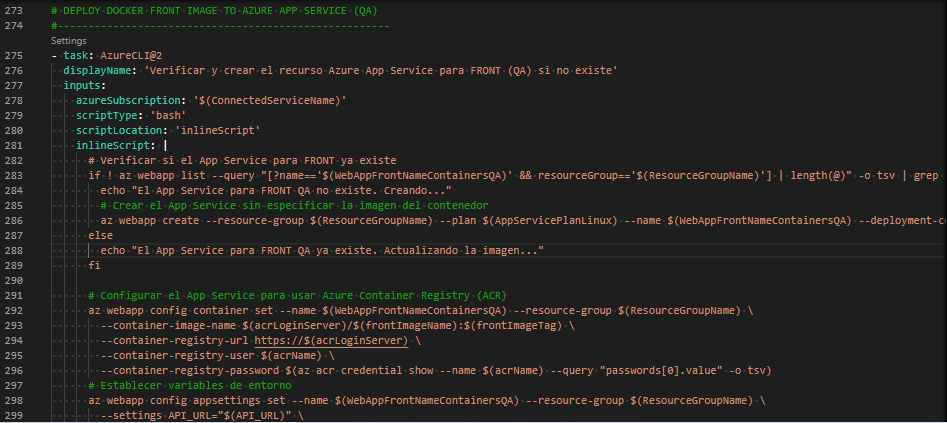 273 # DEPLOY DOCKER FRONT IMAGE TO AZURE APP SERVICE (QA)
274 #-----------------------------------------------------
Settings
275 - task: AzureCLI@2
276 displayName: 'Verificar y crear el recurso Azure App Service para FRONT (QA) si no existe'
277 inputs:
278 azureSubscription: '$(ConnectedServiceName)'
279 scriptType: 'bash'
280 scriptLocation: 'inlineScript'
281 inlineScript: |
282 # Verificar si el App Service para FRONT ya existe
283 if ! az webapp list --query "[?name=='$(WebAppFrontNameContainersQA)' && resourceGroup=='$(ResourceGroupName)'] | length(@)" -o tsv | grep
284 echo "El App Service para FRONT QA no existe. Creando..."
285 # Crear el App Service sin especificar la imagen del contenedor
286 az webapp create --resource-group $(ResourceGroupName) --plan $(AppServicePlanLinux) --name $(WebAppFrontNameContainersQA) --deployment-c
287 else
288 echo "El App Service para FRONT QA ya existe. Actualizando la imagen..."
289 fi
290
291 # Configurar el App Service para usar Azure Container Registry (ACR)
292 az webapp config container set --name $(WebAppFrontNameContainersQA) --resource-group $(ResourceGroupName) \
293 --container-image-name $(acrLoginServer)/$(frontImageName):$(frontImageTag) \
294 --container-registry-url https://$(acrLoginServer) \
295 --container-registry-user $(acrName) \
296 --container-registry-password $(az acr credential show --name $(acrName) --query "passwords[0].value" -o tsv)
297 # Establecer variables de entorno
298 az webapp config appsettings set --name $(WebAppFrontNameContainersQA) --resource-group $(ResourceGroupName) \
299 --settings API_URL="$(API_URL)" \